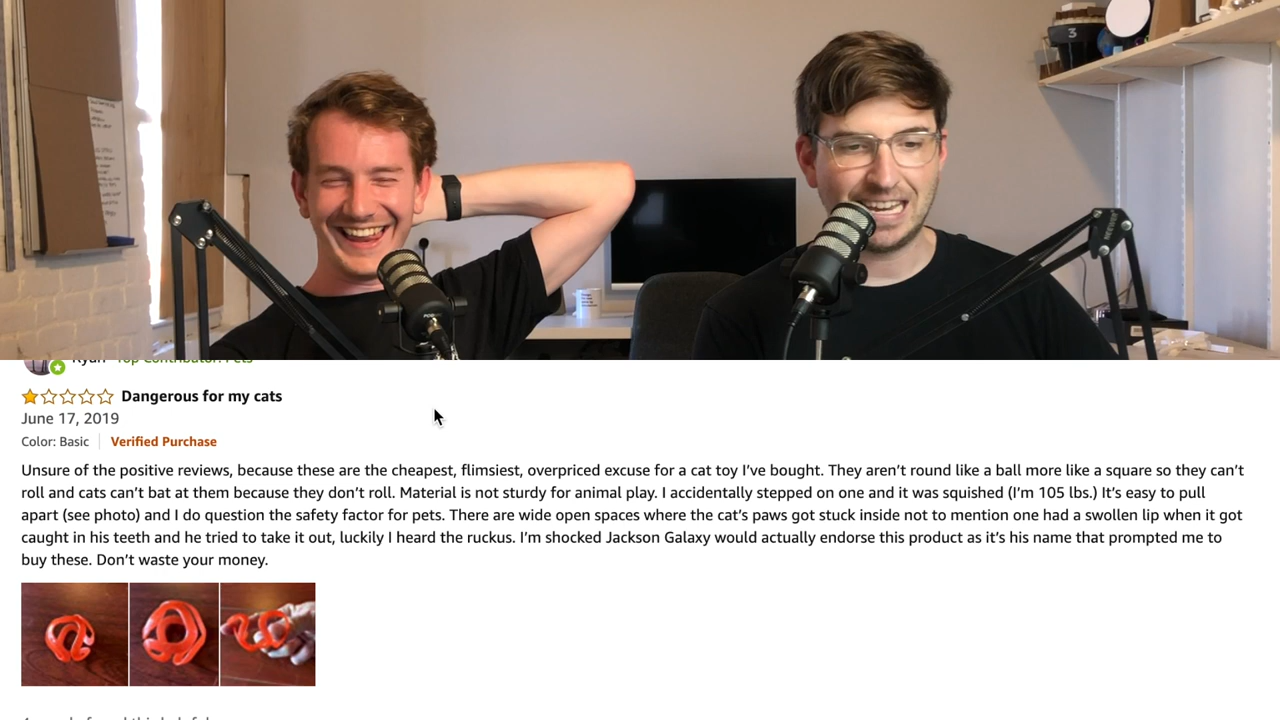 3
Ryan Top Contributor: Pets
Dangerous for my cats
June 17, 2019
Color: Basic Verified Purchase
Unsure of the positive reviews, because these are the cheapest, flimsiest, overpriced excuse for a cat toy I’ve bought. They aren’t round like a ball more like a square so they can’t
roll and cats can’t bat at them because they don’t roll. Material is not sturdy for animal play. I accidentally stepped on one and it was squished (I’m 105 lbs.) It’s easy to pull
apart (see photo) and I do question the safety factor for pets. There are wide open spaces where the cat’s paws got stuck inside not to mention one had a swollen lip when it got
caught in his teeth and he tried to take it out, luckily I heard the ruckus. I’m shocked Jackson Galaxy would actually endorse this product as it’s his name that prompted me to
buy these. Don’t waste your money.